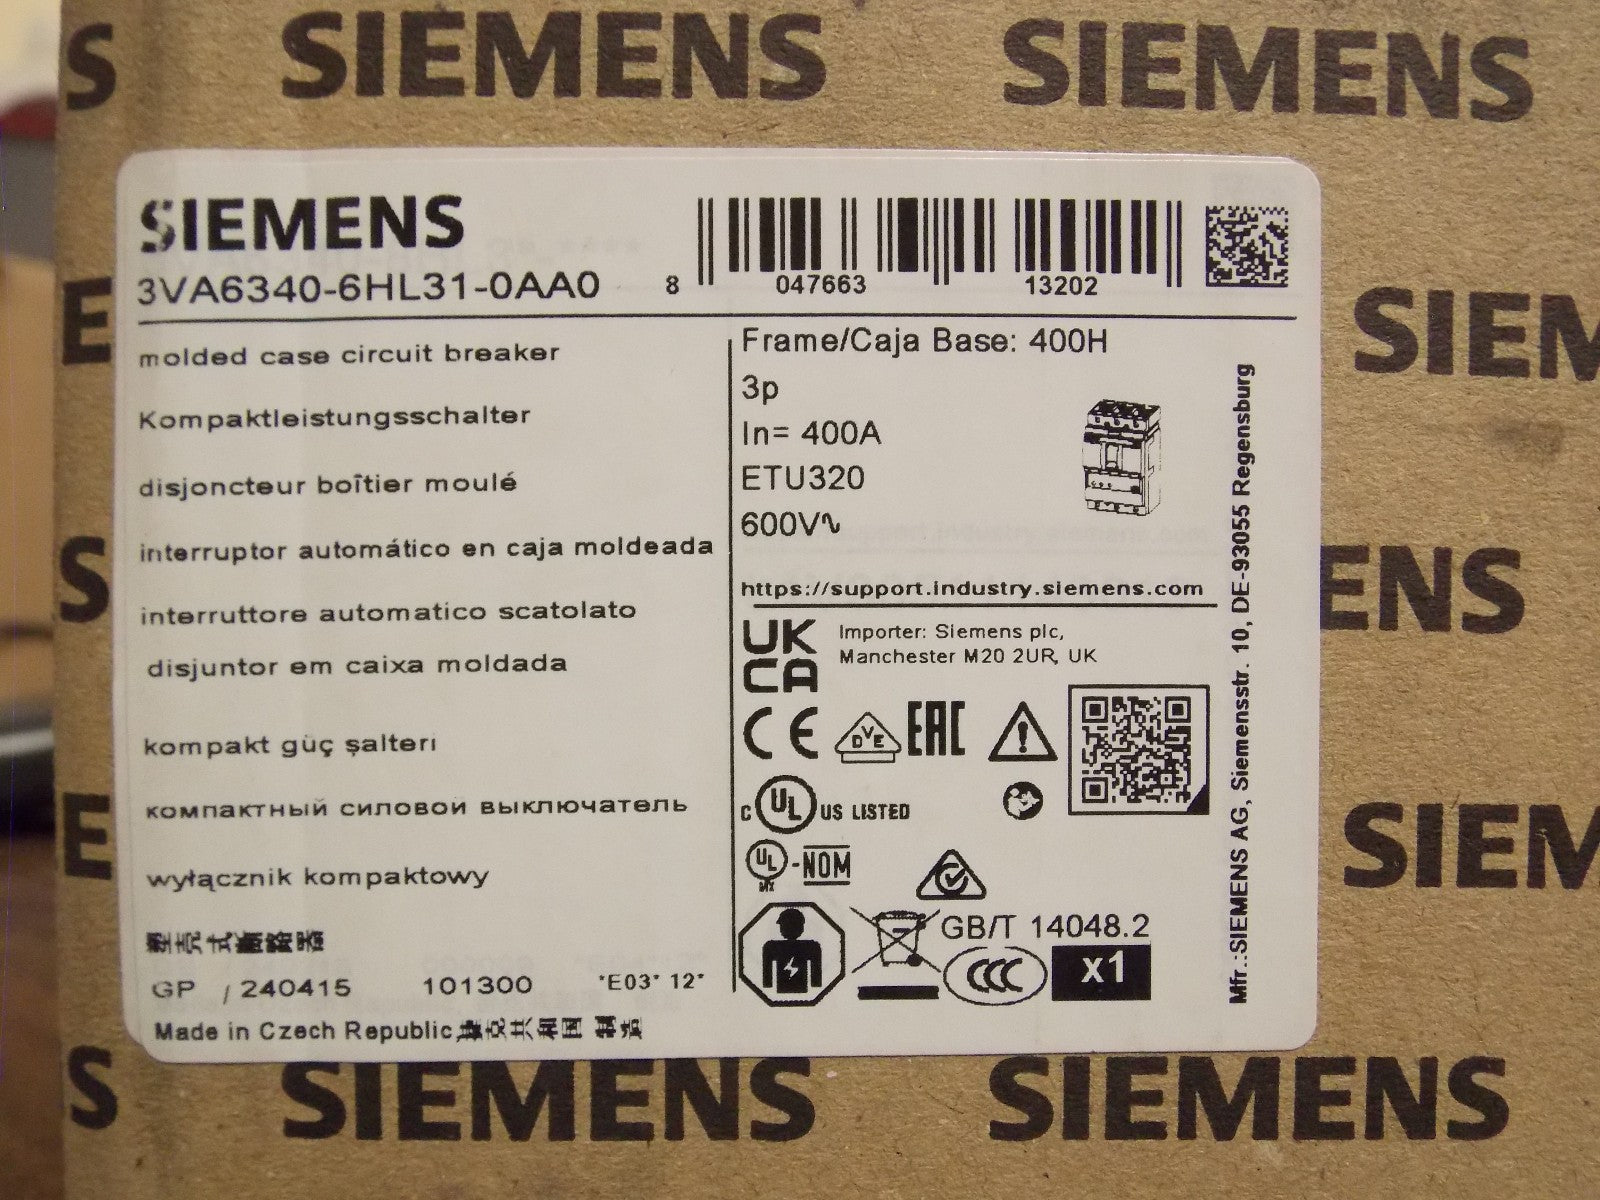 S SIEMENS SIEMENS
SIEMENS
3VA6340-6HL31-0AA0
8 047663 13202
E SIEM
molded case circuit breaker
Kompaktleistungsschalter
disjoncteur boîtier moulé
interruptor automático en caja moldeada
interruttore automatico scatolato
disjuntor em caixa moldada
kompakt güç şalteri
компактный силовой выключатель
wyłącznik kompaktowy
GP / 240415 101300 *E03* 12*
Made in Czech Republic
Frame/Caja Base: 400H
3p
In= 400A
ETU320
600V∿
https://support.industry.siemens.com
UK
CA
Importer: Siemens plc,
Manchester M20 2UR, UK
CE DVE EAC
C UL US LISTED
UL MX -NOM
GB/T 14048.2
CCC x1
Mfr.:SIEMENS AG, Siemensstr. 10, DE-93055 Regensburg
S ENS
E SIEM
S SIEMENS SIEMENS